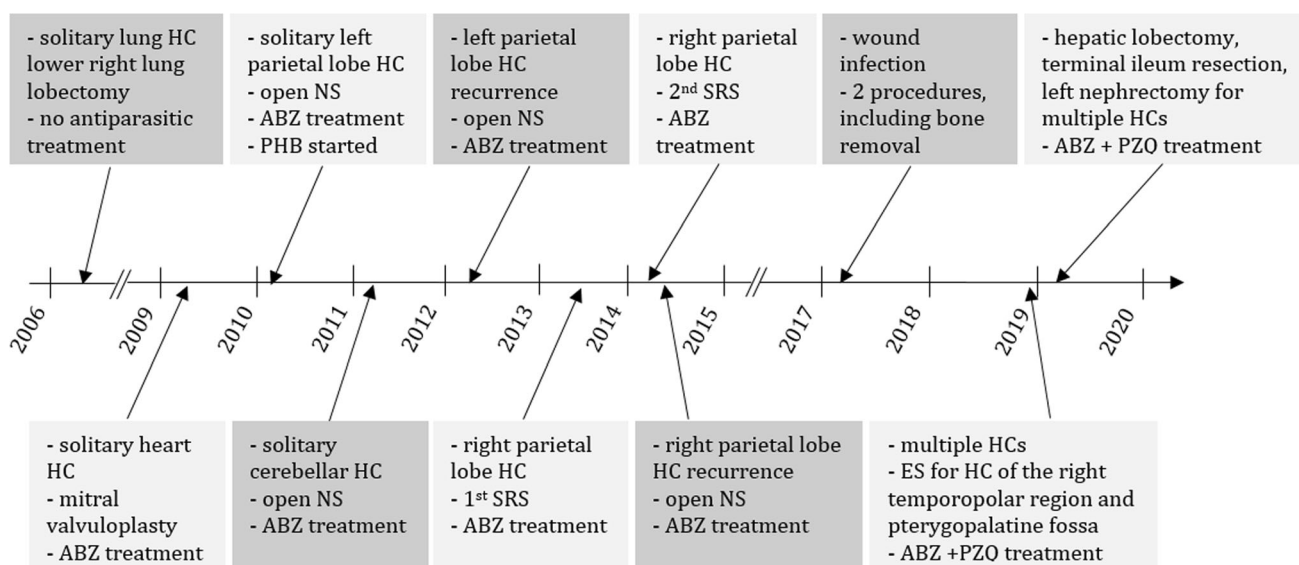 - solitary lung HC
lower right lung
lobectomy
- no antiparasitic
treatment
- solitary left
parietal lobe HC
- open NS
- ABZ treatment
- PHB started
- left parietal
lobe HC
recurrence
- open NS
- ABZ treatment
- right parietal
lobe HC
- 2nd SRS
- ABZ
treatment
- wound
infection
- 2 procedures,
including bone
removal
- hepatic lobectomy,
terminal ileum resection,
left nephrectomy for
multiple HCs
- ABZ + PZQ treatment
2006
2009
2010
2011
2012
2013
2014
2015
2017
2018
2019
2020
- solitary heart
HC
- mitral
valvuloplasty
- ABZ treatment
- solitary
cerebellar HC
- open NS
- ABZ treatment
- right parietal
lobe HC
- 1st SRS
- ABZ treatment
- right parietal lobe
HC recurrence
- open NS
- ABZ treatment
- multiple HCs
- ES for HC of the right
temporopolar region and
pterygopalatine fossa
- ABZ +PZQ treatment